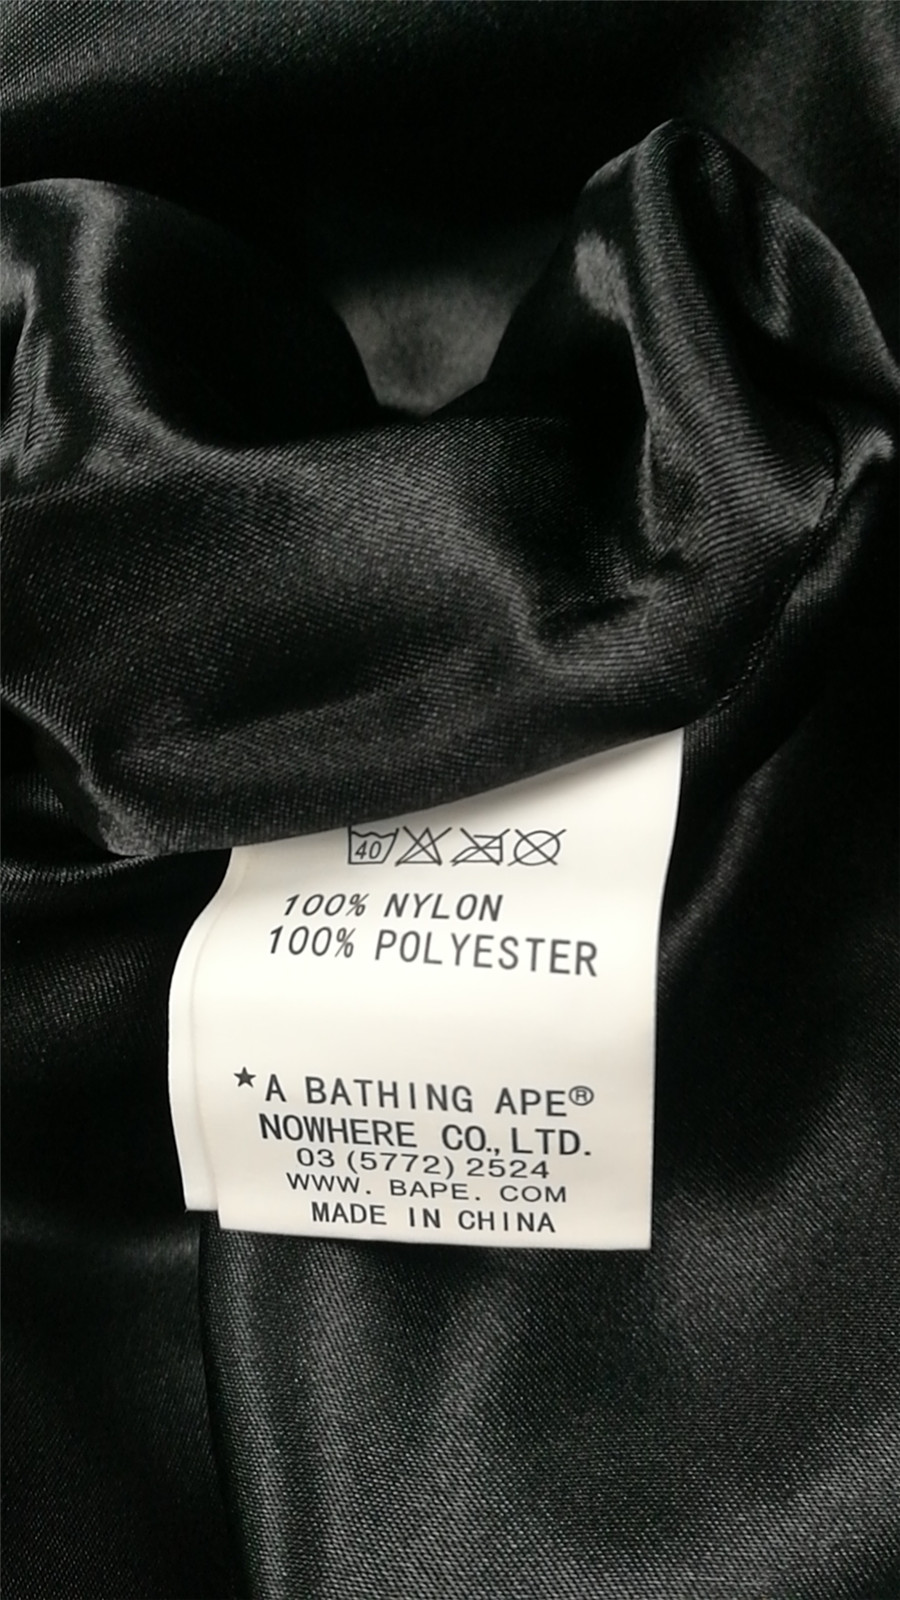 40
100% NYLON
100% POLYESTER
★A BATHING APE®
NOWHERE CO., LTD.
03 (5772) 2524
WWW. BAPE. COM
MADE IN CHINA